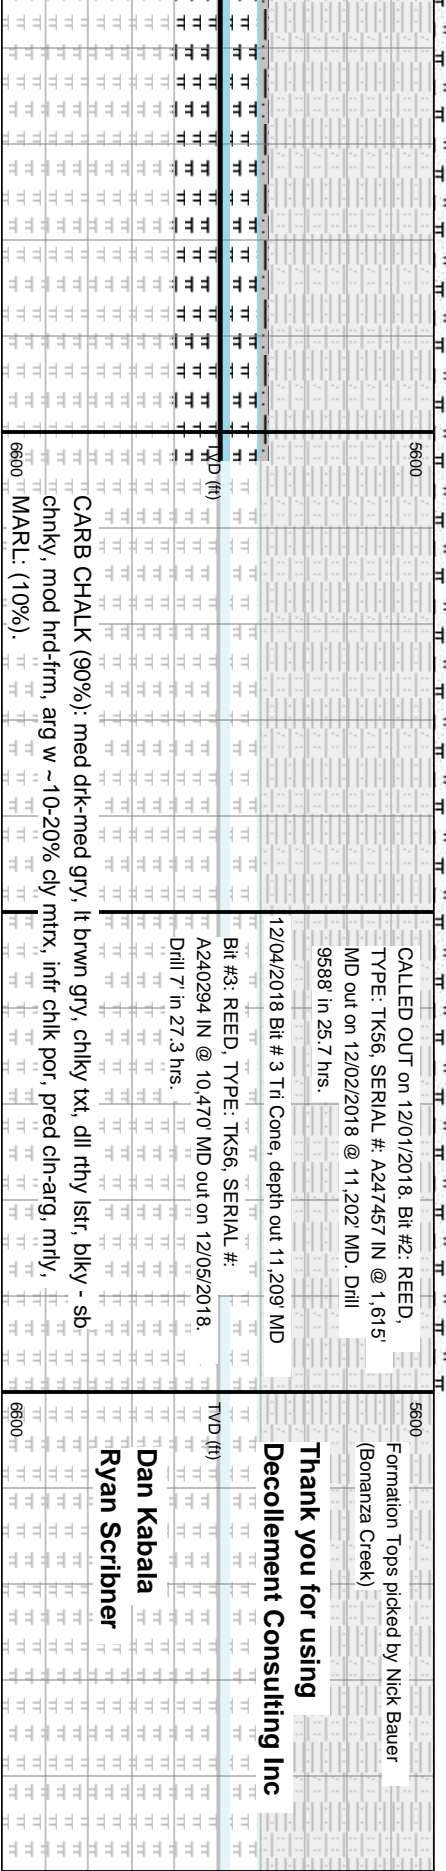 5600
TVD (ft)
6600
CARB CHALK (90%): med drk-med gry, lt brwn gry, chlky txt, dll rthy lstr, blky - sb
chnky, mod hrd-frm, arg w ~10-20% cly mtrx, infr chlk por, pred cln-arg, mrly,
MARL: (10%).
CALLED OUT on 12/01/2018. Bit #2: REED,
TYPE: TK56, SERIAL #: A247457 IN @ 1,615'
MD out on 12/02/2018 @ 11,202' MD. Drill
9588' in 25.7 hrs.
12/04/2018 Bit # 3 Tri Cone, depth out 11,209' MD
Bit #3: REED, TYPE: TK56, SERIAL #:
A240294 IN @ 10,470' MD out on 12/05/2018.
Drill 7' in 27.3 hrs.
5600
TVD (ft)
6600
Formation Tops picked by Nick Bauer
(Bonanza Creek)
Thank you for using
Decollement Consulting Inc
Dan Kabala
Ryan Scribner